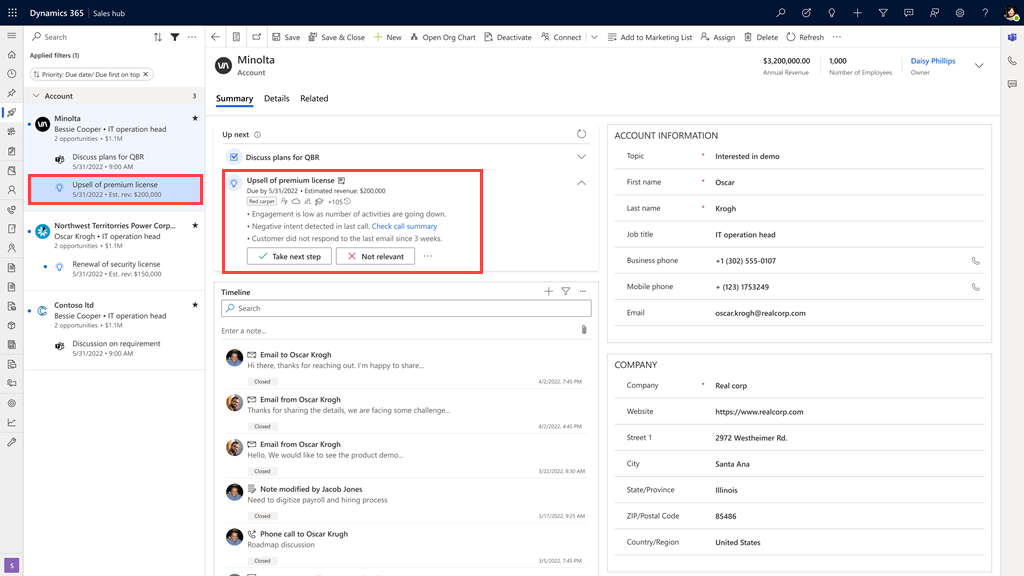 Dynamics 365 Sales hub
Search
Applied filters (1)
Priority: Due date/ Due first on top
Account 3
Minolta
Bessie Cooper • IT operation head
2 opportunities • $1.1M
Discuss plans for QBR
5/31/2022 • 9:00 AM
Upsell of premium license
5/31/2022 • Est. rev: $200,000
Northwest Territorries Power Corp...
Oscar Krogh • IT operation head
2 opportunities • $1.1M
Renewal of security license
5/31/2022 • Est. rev: $150,000
Contoso ltd
Bessie Cooper • IT operation head
2 opportunities • $1.1M
Discussion on requirement
5/31/2022 • 9:00 AM
S
Save Save & Close New Open Org Chart Deactivate Connect Add to Marketing List Assign Delete Refresh
Minolta
Account
$3,200,000.00
Annual Revenue
1,000
Number of Employees
Daisy Phillips
Owner
Summary Details Related
Up next
Discuss plans for QBR
Upsell of premium license
Due by 5/31/2022 • Estimated revenue: $200,000
Red carpet +105
• Engagement is low as number of activities are going down.
• Negative intent detected in last call. Check call summary
• Customer did not respond to the last email since 3 weeks.
Take next step Not relevant
Timeline
Search
Enter a note...
Email to Oscar Krogh
Hi there, thanks for reaching out. I'm happy to share...
Closed 4/2/2022, 7:45 PM
Email from Oscar Krogh
Thanks for sharing the details, we are facing some challenge...
Closed 4/2/2022, 4:45 PM
Email from Oscar Krogh
Hello, We would like to see the product demo...
Closed 3/22/2022, 8:30 AM
Note modified by Jacob Jones
Need to digitize payroll and hiring process
Closed 3/17/2022, 9:25 AM
Phone call to Oscar Krogh
Roadmap discussion
Closed 3/5/2022, 7:45 PM
ACCOUNT INFORMATION
Topic * Interested in demo
First name * Oscar
Last name * Krogh
Job title IT operation head
Business phone +1 (302) 555-0107
Mobile phone + (123) 1753249
Email oscar.krogh@realcorp.com
COMPANY
Company * Real corp
Website https://www.realcorp.com
Street 1 2972 Westheimer Rd.
City Santa Ana
State/Province Illinois
ZIP/Postal Code 85486
Country/Region United States